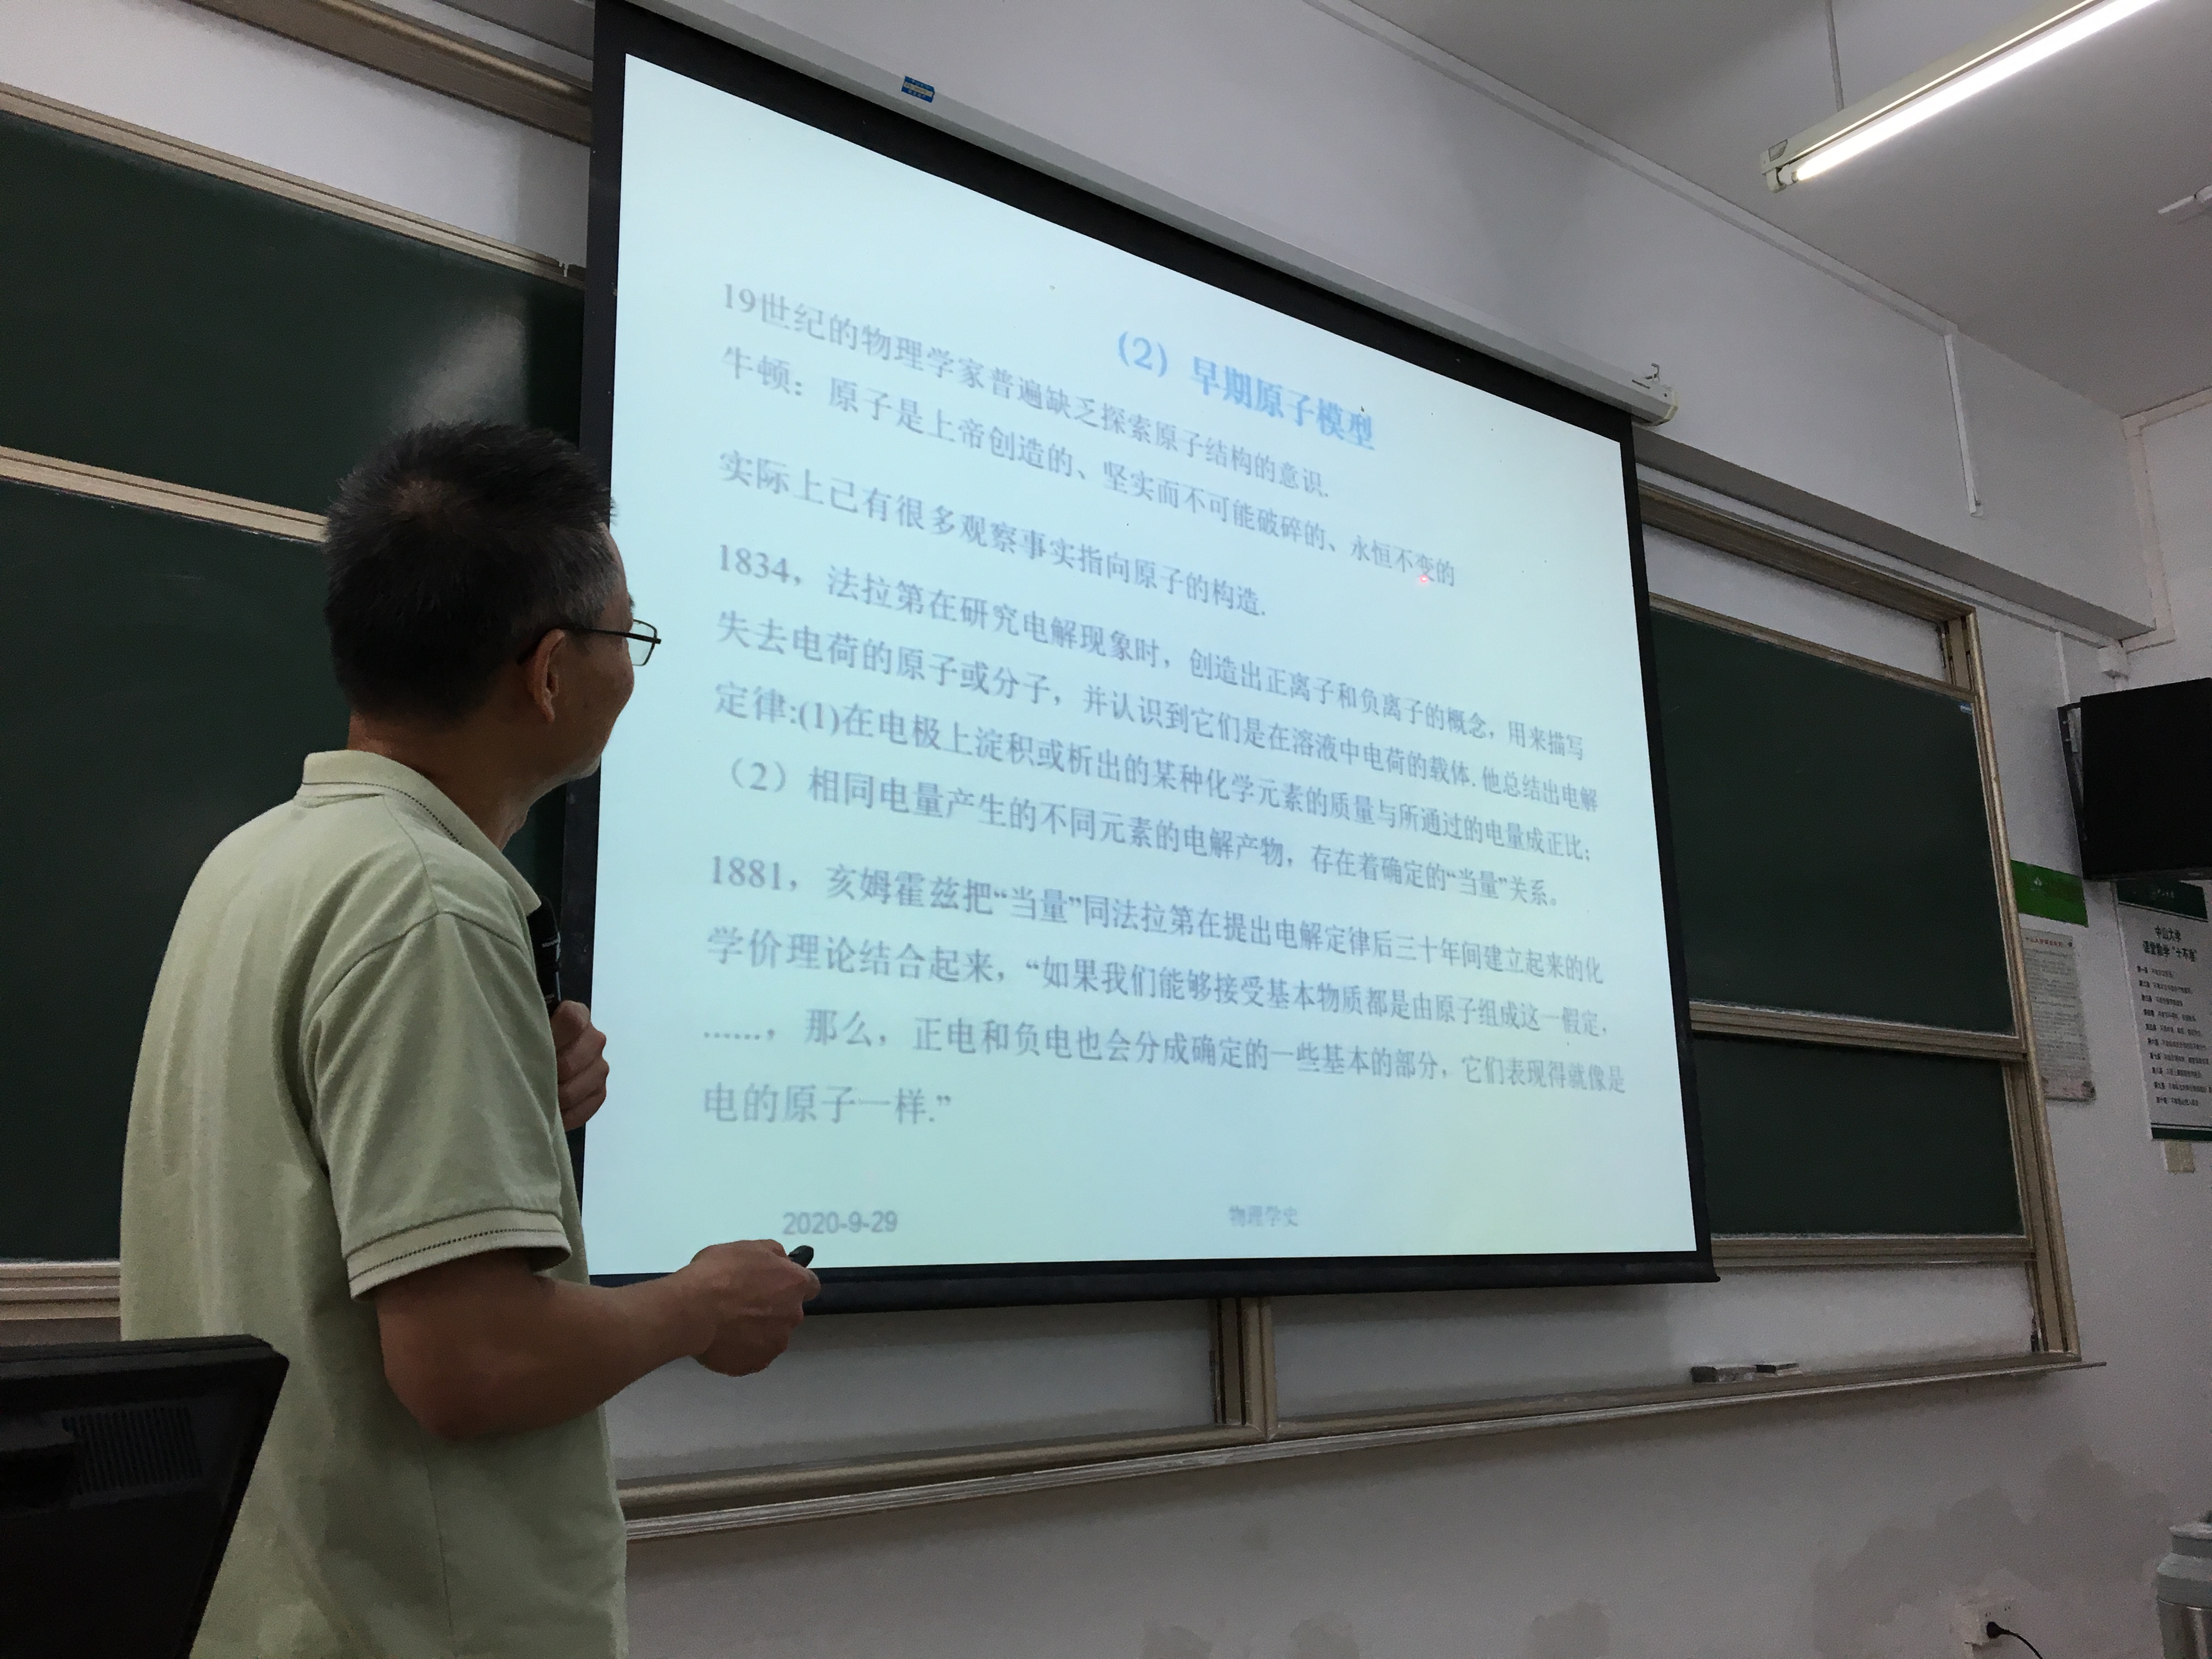 （2）早期原子模型
19世纪的物理学家普遍缺乏探索原子结构的意识.
牛顿：原子是上帝创造的、坚实而不可能破碎的、永恒不变的
实际上已有很多观察事实指向原子的构造.
1834，法拉第在研究电解现象时，创造出正离子和负离子的概念，用来描写
失去电荷的原子或分子，并认识到它们是在溶液中电荷的载体.他总结出电解
定律:(1)在电极上淀积或析出的某种化学元素的质量与所通过的电量成正比；
（2）相同电量产生的不同元素的电解产物，存在着确定的“当量”关系。
1881，亥姆霍兹把“当量”同法拉第在提出电解定律后三十年间建立起来的化
学价理论结合起来，“如果我们能够接受基本物质都是由原子组成这一假定，
……，那么，正电和负电也会分成确定的一些基本的部分，它们表现得就像是
电的原子一样.”
2020-9-29
物理学史
中山大学
课堂教学“十不准”